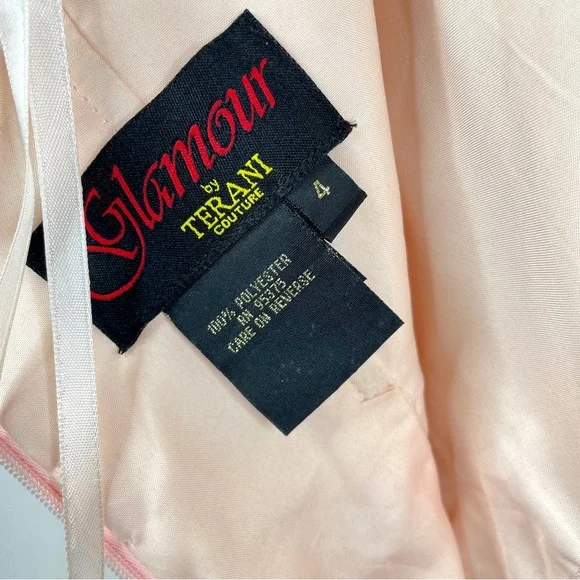 Glamour
by
TERANI
COUTURE
4
100% POLYESTER
RN 95375
CARE ON REVERSE